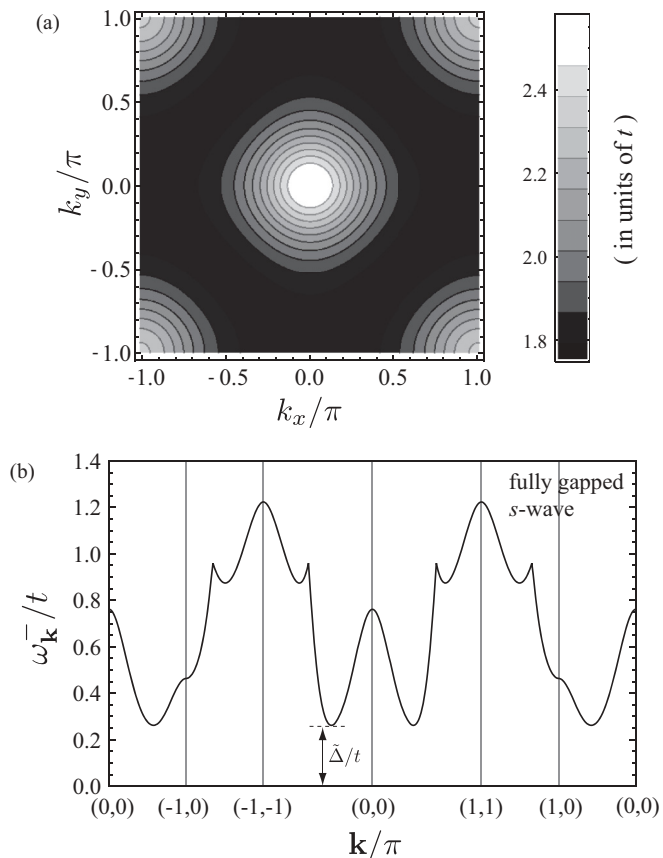 (a)
1.0
0.5
0.0
- 0.5
- 1.0
k_y/π
-1.0
- 0.5
0.0
0.5
1.0
k_x/π
2.4
2.2
2.0
1.8
( in units of t )
(b)
1.4
1.2
1.0
0.8
0.6
0.4
0.2
0.0
ω_k^−/t
fully gapped
s-wave
Δ̃/t
(0,0) (-1,0) (-1,-1) (0,0) (1,1) (1,0) (0,0)
k/π